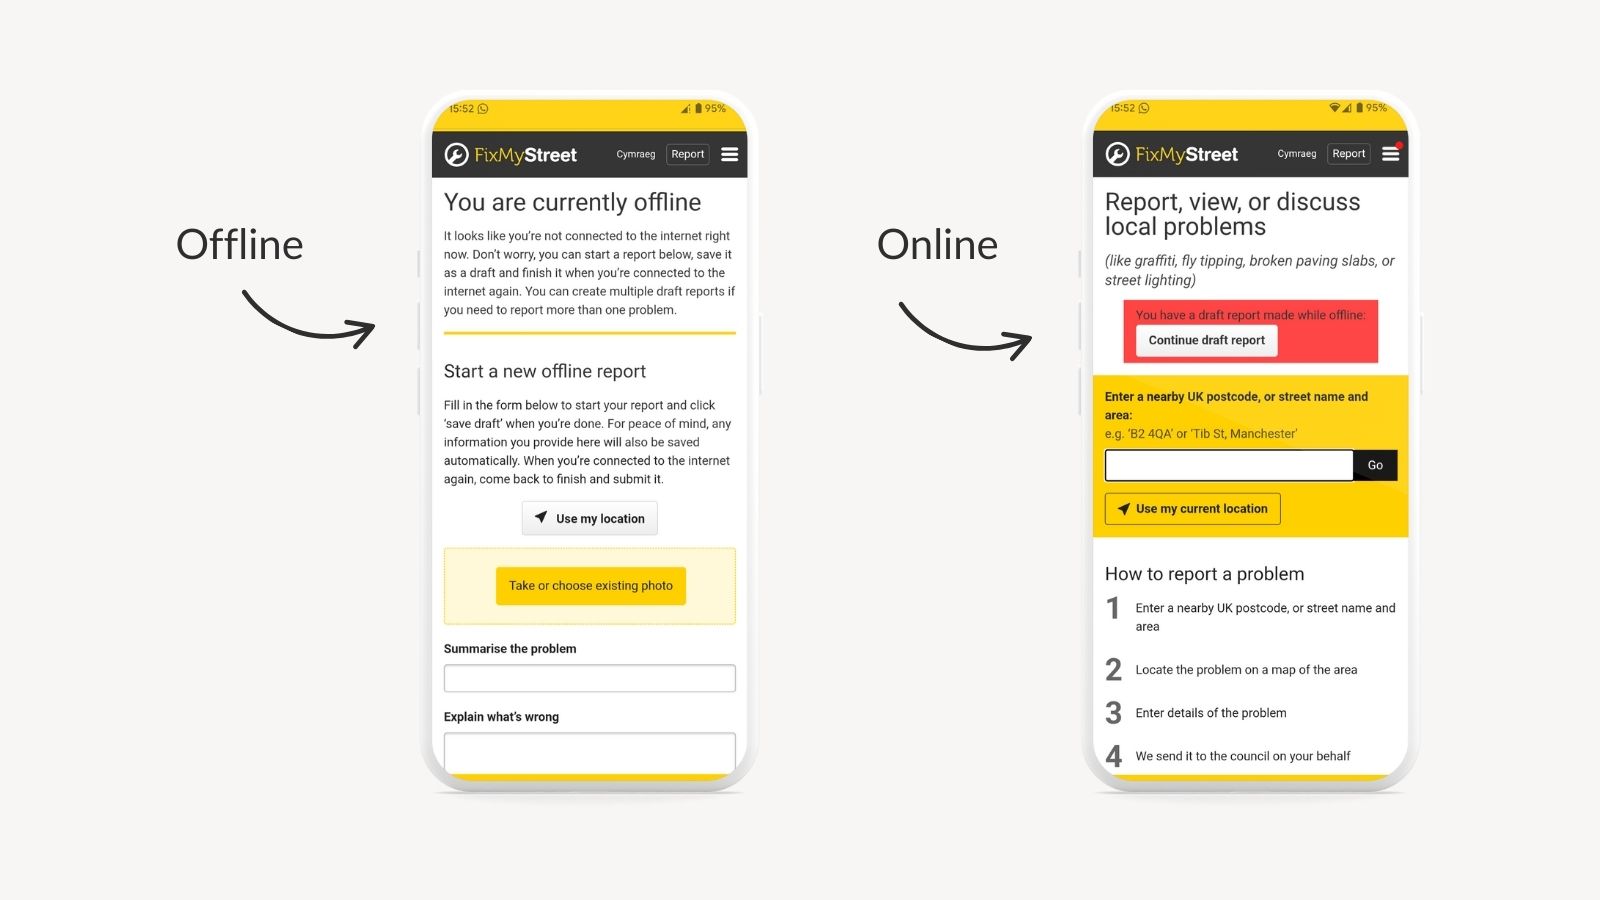 Offline
15:52
95%
FixMyStreet
Cymraeg
Report
You are currently offline
It looks like you’re not connected to the internet right
now. Don’t worry, you can start a report below, save it
as a draft and finish it when you’re connected to the
internet again. You can create multiple draft reports if
you need to report more than one problem.
Start a new offline report
Fill in the form below to start your report and click
‘save draft’ when you’re done. For peace of mind, any
information you provide here will also be saved
automatically. When you’re connected to the internet
again, come back to finish and submit it.
Use my location
Take or choose existing photo
Summarise the problem
Explain what’s wrong
Online
15:52
95%
FixMyStreet
Cymraeg
Report
Report, view, or discuss
local problems
(like graffiti, fly tipping, broken paving slabs, or
street lighting)
You have a draft report made while offline:
Continue draft report
Enter a nearby UK postcode, or street name and
area:
e.g. ‘B2 4QA’ or ‘Tib St, Manchester’
Go
Use my current location
How to report a problem
1 Enter a nearby UK postcode, or street name and
area
2 Locate the problem on a map of the area
3 Enter details of the problem
4 We send it to the council on your behalf